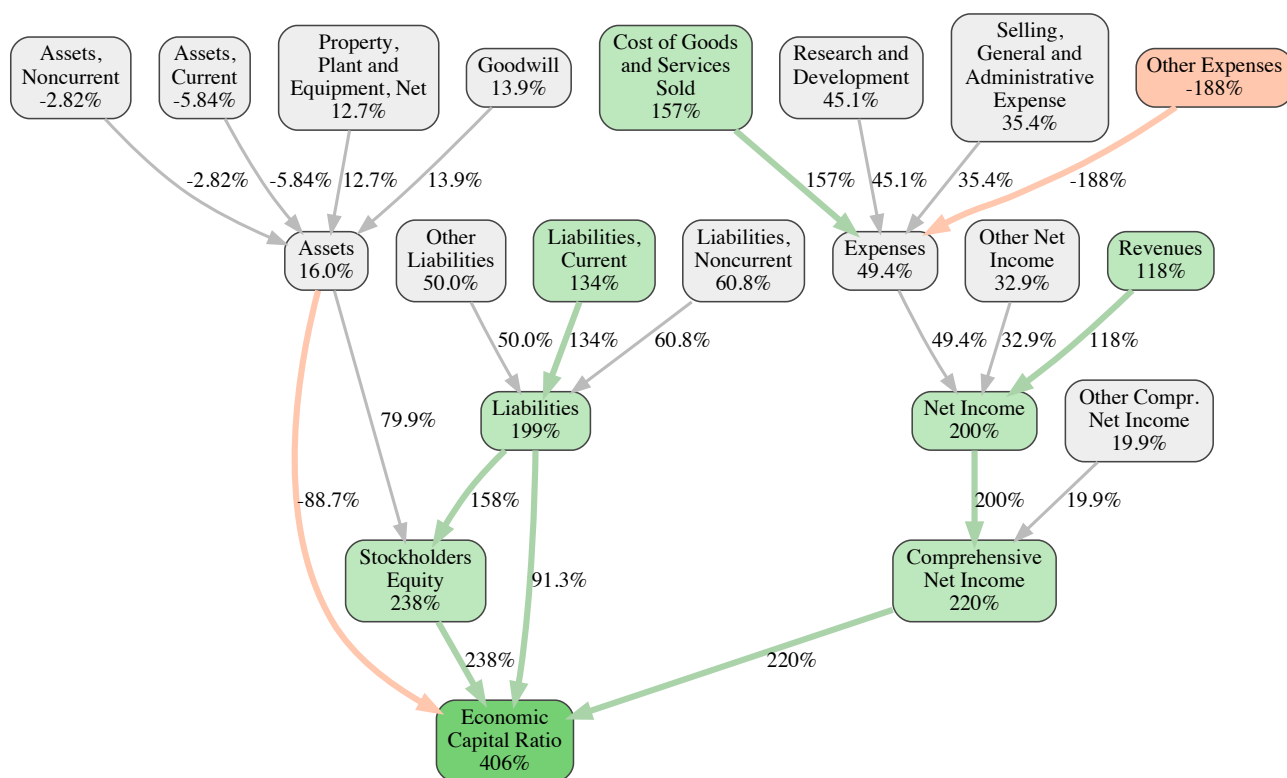 Assets,
Noncurrent
-2.82%
Assets,
Current
-5.84%
Property,
Plant and
Equipment, Net
12.7%
Goodwill
13.9%
Cost of Goods
and Services
Sold
157%
Research and
Development
45.1%
Selling,
General and
Administrative
Expense
35.4%
Other Expenses
-188%
-2.82%
-5.84%
12.7%
13.9%
157%
45.1%
35.4%
-188%
Assets
16.0%
Other
Liabilities
50.0%
Liabilities,
Current
134%
Liabilities,
Noncurrent
60.8%
Expenses
49.4%
Other Net
Income
32.9%
Revenues
118%
50.0%
134%
60.8%
49.4%
32.9%
118%
79.9%
Liabilities
199%
Net Income
200%
Other Compr.
Net Income
19.9%
-88.7%
158%
200%
19.9%
Stockholders
Equity
238%
91.3%
Comprehensive
Net Income
220%
238%
220%
Economic
Capital Ratio
406%